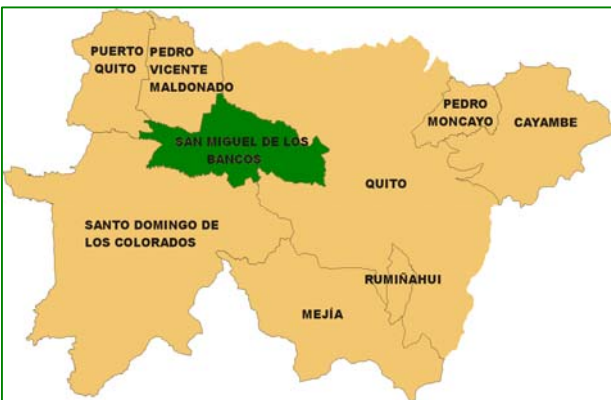 PUERTO
QUITO
PEDRO
VICENTE
MALDONADO
SAN MIGUEL DE LOS
BANCOS
PEDRO
MONCAYO
CAYAMBE
QUITO
SANTO DOMINGO DE
LOS COLORADOS
RUMIÑAHUI
MEJÍA